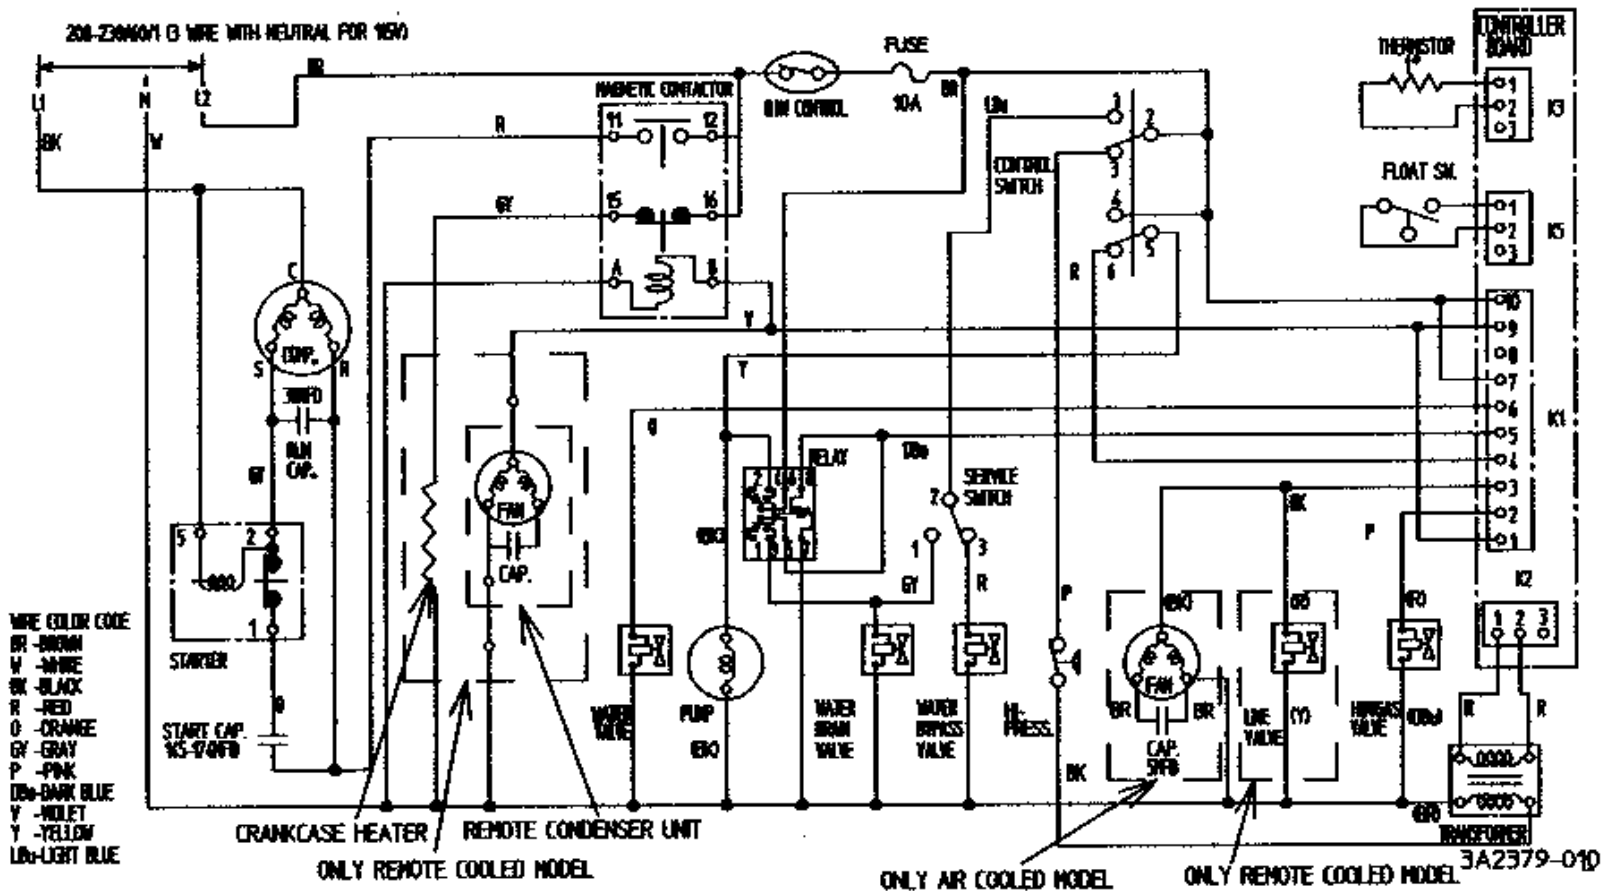 (3 WIRE WITH NEUTRAL FOR 115V)
L1
N
L2
BK
W
BR
MAGNETIC CONTACTOR
11
12
15
16
A
B
R
GY
BIN CONTROL
FUSE
10A
BR
LBu
CONTROL
SWITCH
1
2
3
4
5
6
R
THERMISTOR
CONTROLLER
BOARD
1
2
3
K3
FLOAT SW.
1
2
3
K5
10
9
8
7
6
5
4
3
2
1
K1
K2
1
2
3
C
COMP.
S
R
RUN
CAP.
GY
5
2
1
STARTER
START CAP.
O
V
Y
O
FAN
CAP.
RELAY
DBu
SERVICE
SWITCH
2
1
3
GY
R
P
BK
P
(BK)
WATER
VALVE
PUMP
(BK)
WATER
DRAIN
VALVE
WATER
BYPASS
VALVE
HI-
PRESS.
BK
(BK)
FAN
BR
BR
CAP.
LINE
VALVE
(Y)
HOTGAS
VALVE
R
R
TRANSFORMER
WIRE COLOR CODE
BR -BROWN
W -WHITE
BK -BLACK
R -RED
O -ORANGE
GY -GRAY
P -PINK
DBu-DARK BLUE
V -VIOLET
Y -YELLOW
LBu-LIGHT BLUE
CRANKCASE HEATER
REMOTE CONDENSER UNIT
ONLY REMOTE COOLED MODEL
ONLY AIR COOLED MODEL
ONLY REMOTE COOLED MODEL
3A2379-01D